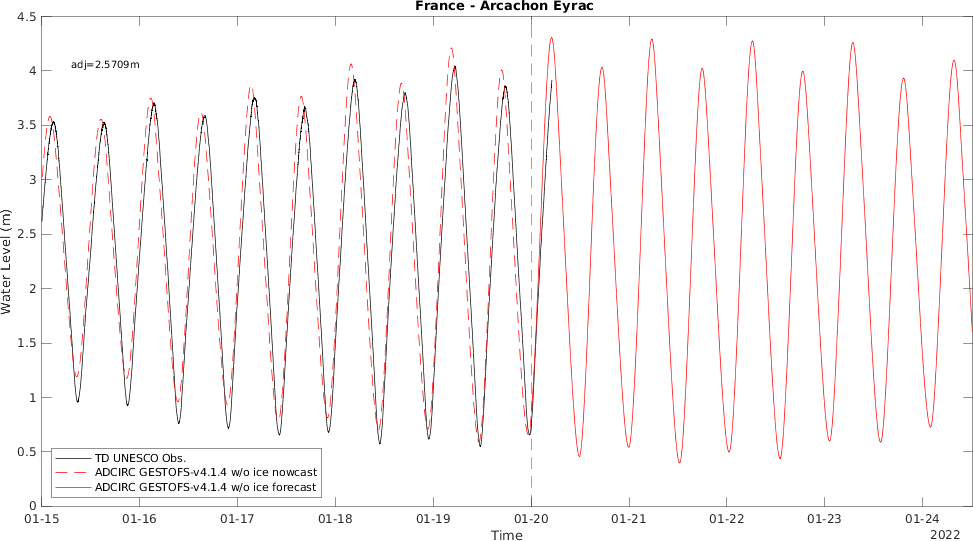 France - Arcachon Eyrac
4.5
4
3.5
3
2.5
2
1.5
1
0.5
0
Water Level (m)
adj=2.5709m
TD UNESCO Obs.
ADCIRC GESTOFS-v4.1.4 w/o ice nowcast
ADCIRC GESTOFS-v4.1.4 w/o ice forecast
01-15 01-16 01-17 01-18 01-19 01-20 01-21 01-22 01-23 01-24
Time
2022